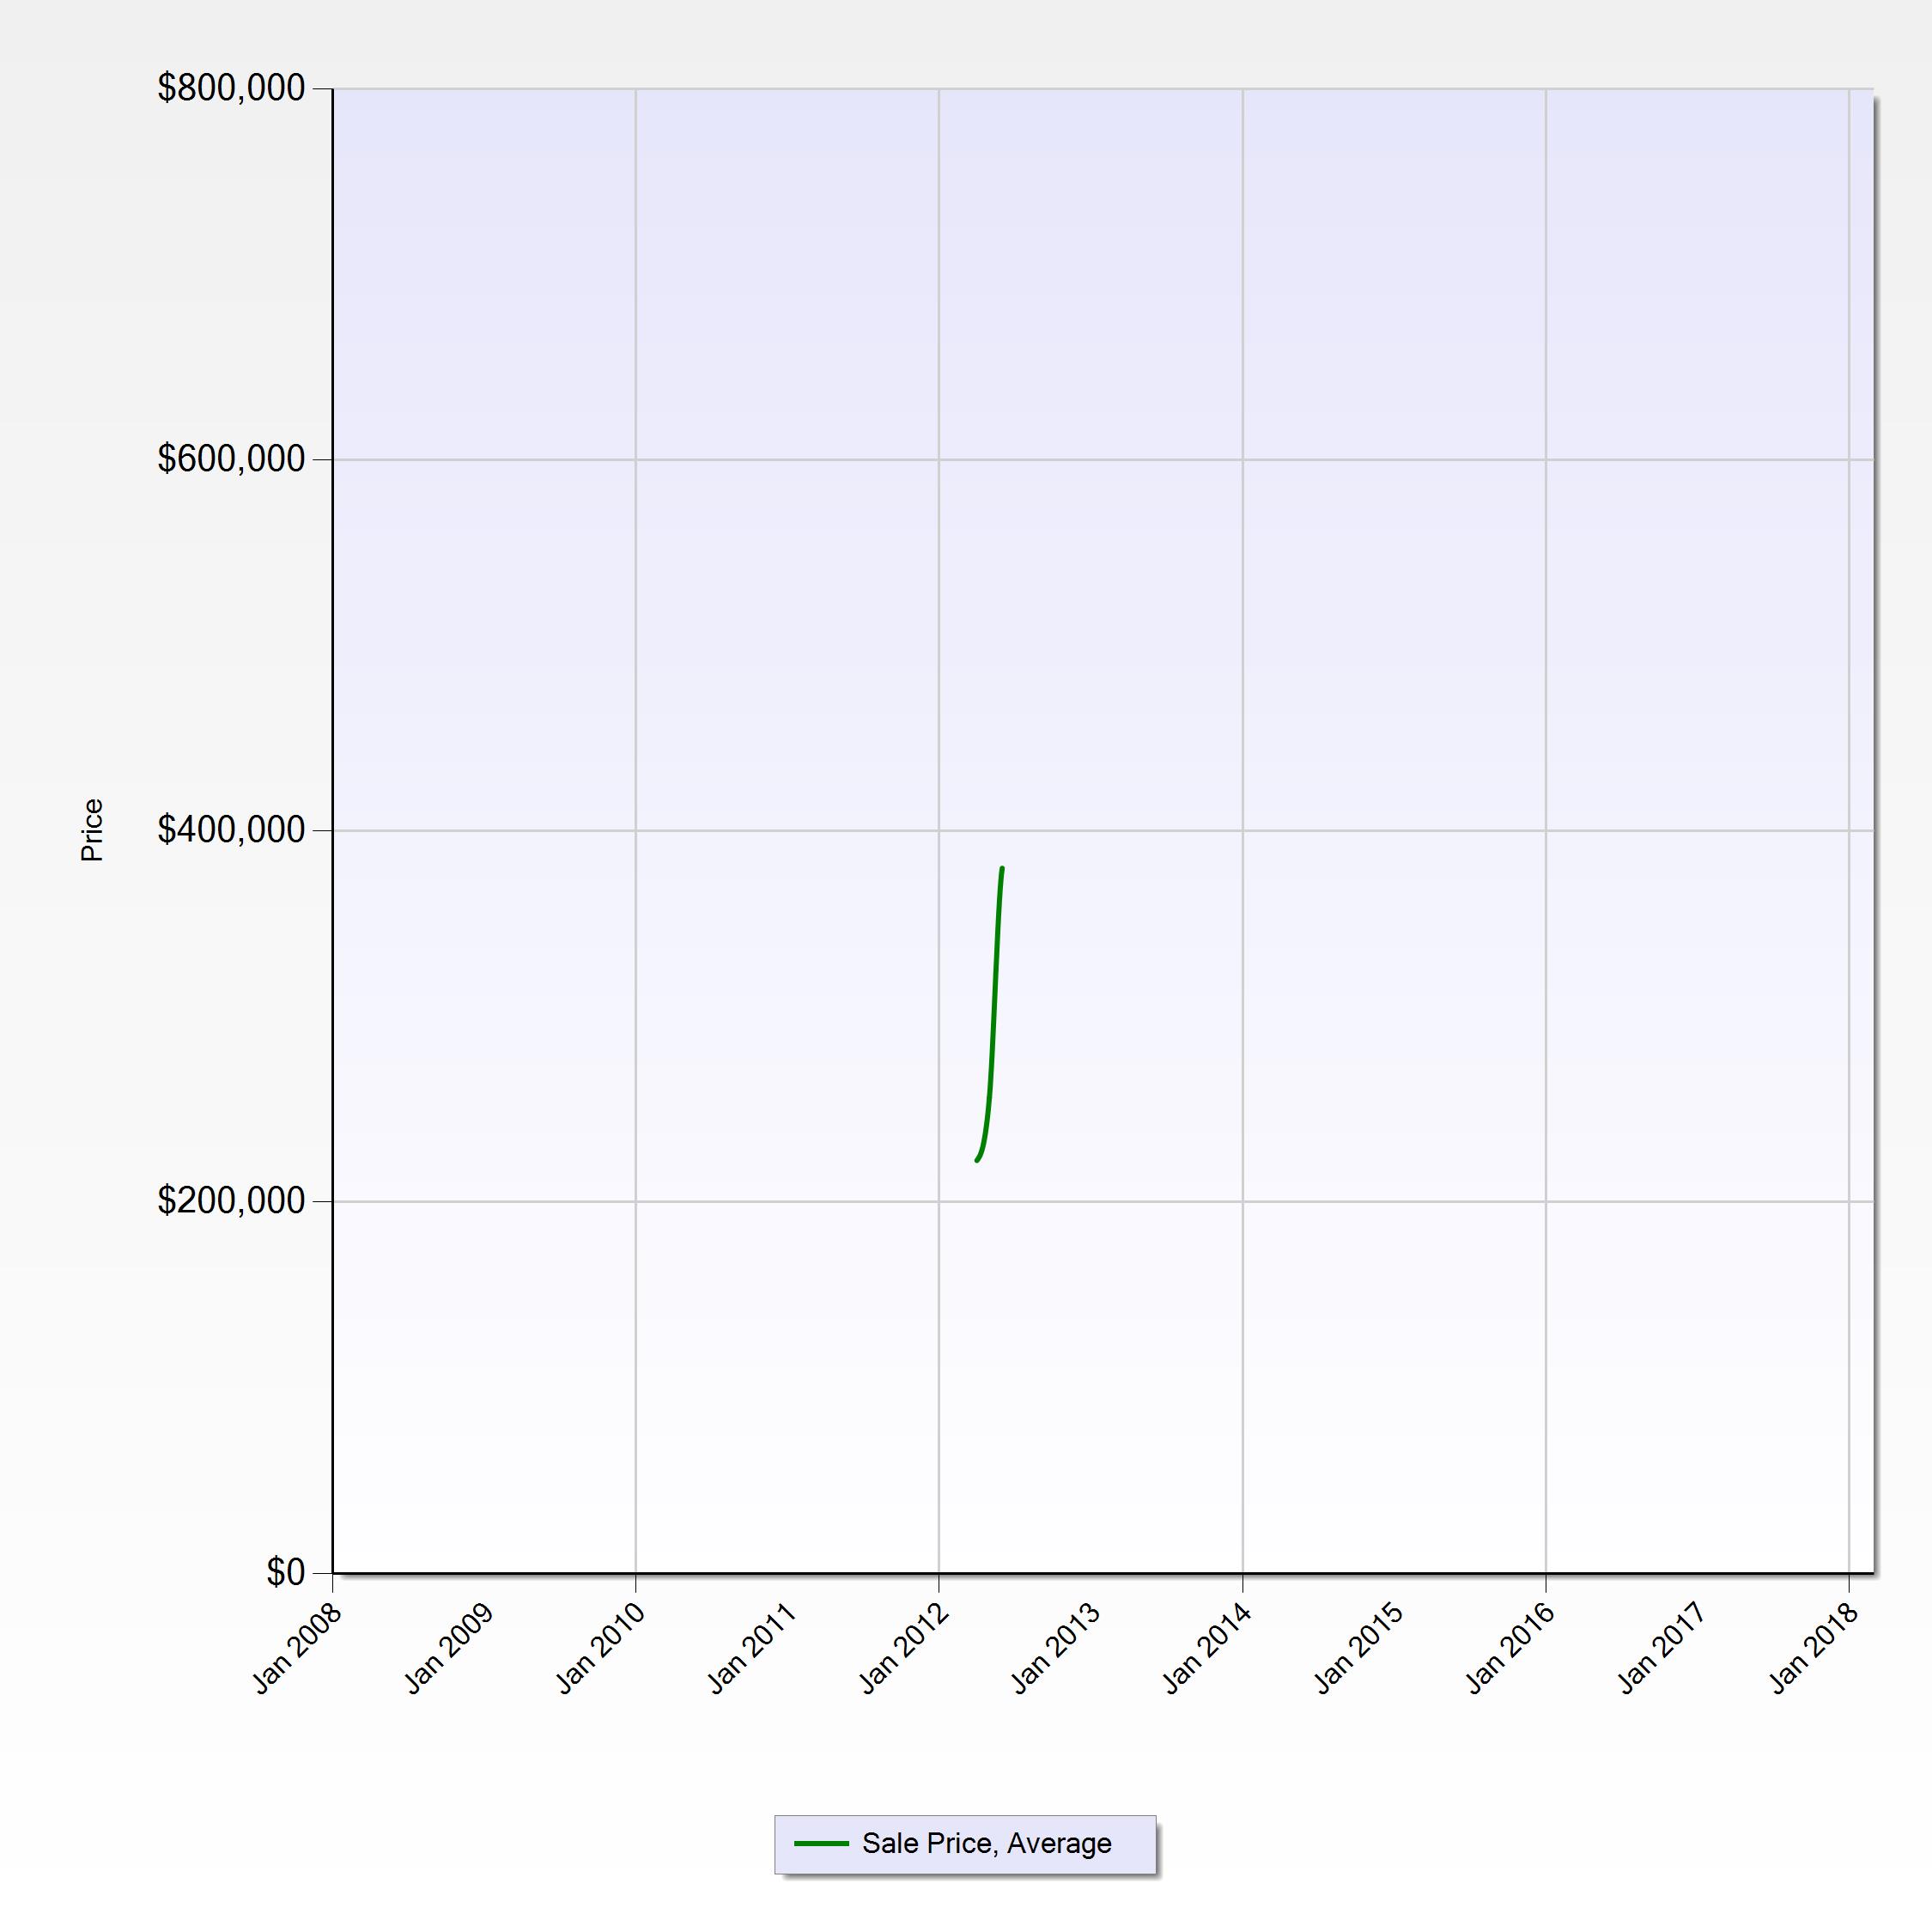 $800,000
$600,000
Price
$400,000
$200,000
$0
Jan 2008
Jan 2009
Jan 2010
Jan 2011
Jan 2012
Jan 2013
Jan 2014
Jan 2015
Jan 2016
Jan 2017
Jan 2018
Sale Price, Average